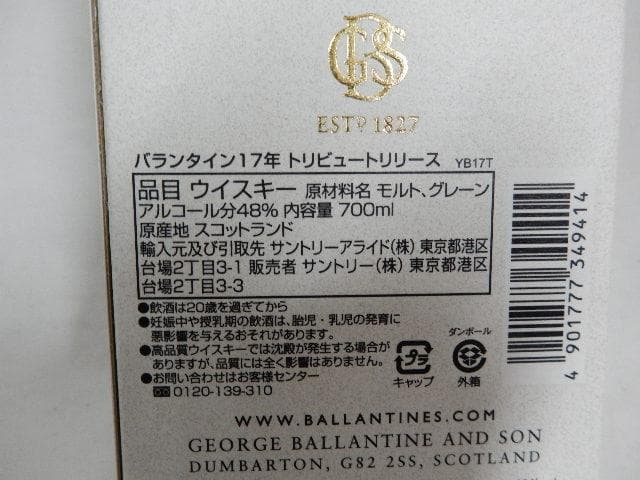 GBS
ESTD 1827
バランタイン17年 トリビュートリリース YB17T
品目 ウイスキー 原材料名 モルト、グレーン
アルコール分48% 内容量 700ml
原産地 スコットランド
輸入元及び引取先 サントリーアライド(株) 東京都港区
台場2丁目3-1 販売者 サントリー(株) 東京都港区
台場2丁目3-3
●飲酒は20歳を過ぎてから
●妊娠中や授乳期の飲酒は、胎児・乳児の発育に
悪影響を与えるおそれがあります。
●高品質ウイスキーでは沈殿が発生する場合が
ありますが、品質には全く影響はありません。
●お問い合わせはお客様センター
0120-139-310
プラ
キャップ
ダンボール
外箱
4 901777 349414
WWW.BALLANTINES.COM
GEORGE BALLANTINE AND SON
DUMBARTON, G82 2SS, SCOTLAND